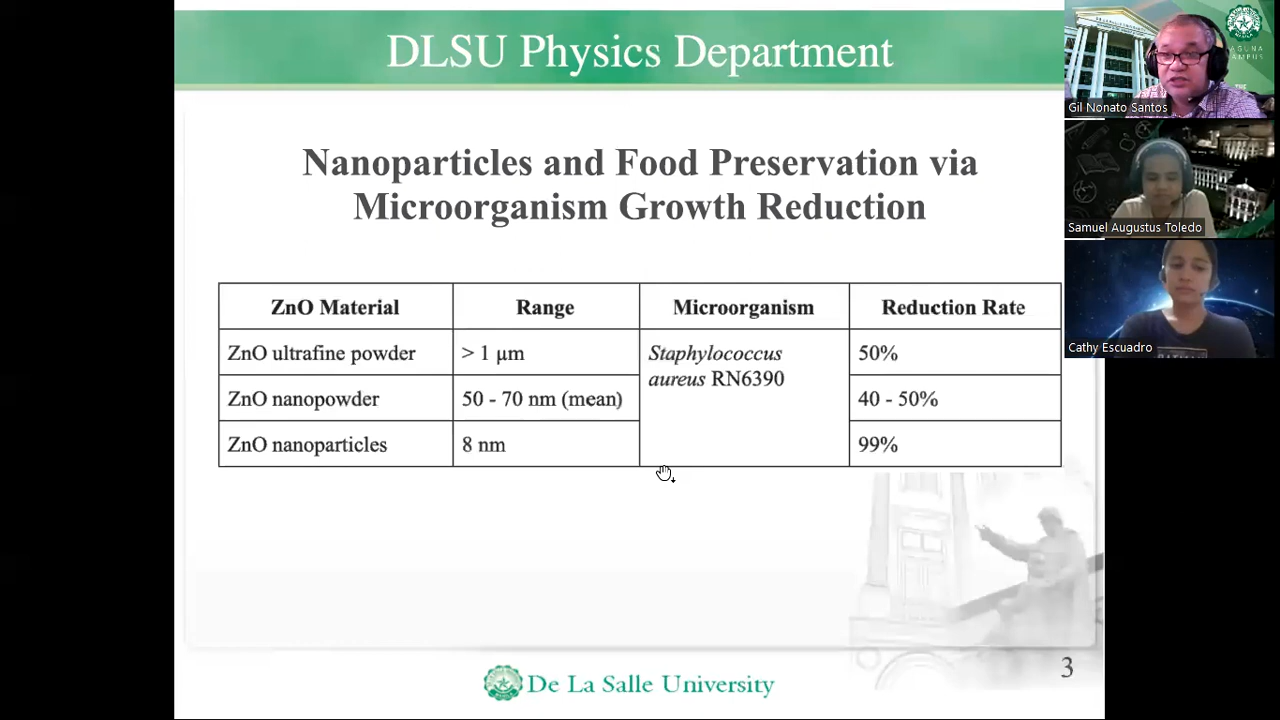 DLSU Physics Department
Nanoparticles and Food Preservation via
Microorganism Growth Reduction
ZnO Material Range Microorganism Reduction Rate
ZnO ultrafine powder > 1 μm Staphylococcus aureus RN6390 50%
ZnO nanopowder 50 - 70 nm (mean) 40 - 50%
ZnO nanoparticles 8 nm 99%
3
De La Salle University
Gil Nonato Santos
Samuel Augustus Toledo
Cathy Escuadro